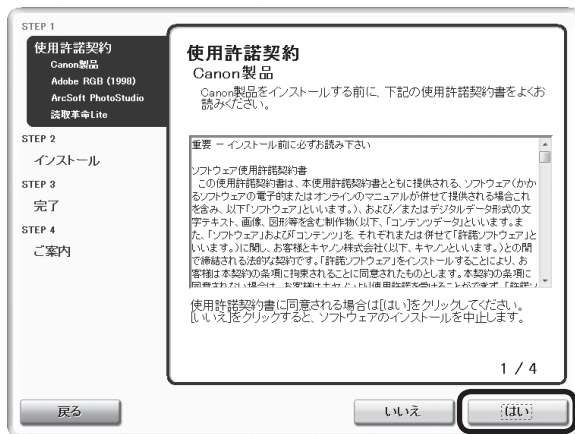 STEP 1
使用許諾契約
Canon製品
Adobe RGB (1998)
ArcSoft PhotoStudio
読取革命Lite
STEP 2
インストール
STEP 3
完了
STEP 4
ご案内
使用許諾契約
Canon製品
Canon製品をインストールする前に、下記の使用許諾契約書をよくお
読みください。
重要 － インストール前に必ずお読み下さい
ソフトウェア使用許諾契約書
この使用許諾契約書は、本使用許諾契約書とともに提供される、ソフトウェア(かか
るソフトウェアの電子的またはオンラインのマニュアルが併せて提供される場合これ
を含み、以下｢ソフトウェア｣といいます。)、および／またはデジタルデータ形式の文
字テキスト、画像、図形等を含む制作物(以下、｢コンテンツデータ｣といいます。ま
た、｢ソフトウェア｣および｢コンテンツ｣を、それぞれまたは併せて｢許諾ソフトウェア｣と
いいます。)に関し、お客様とキヤノン株式会社(以下、キヤノンといいます。)との間
で締結される法的な契約です。｢許諾ソフトウェア｣をインストールすることにより、お
客様は本契約の条項に拘束されることに同意されたものとします。本契約の条項に
使用許諾契約書に同意される場合は[はい]をクリックしてください。
[いいえ]をクリックすると、ソフトウェアのインストールを中止します。
1 / 4
戻る
いいえ
はい